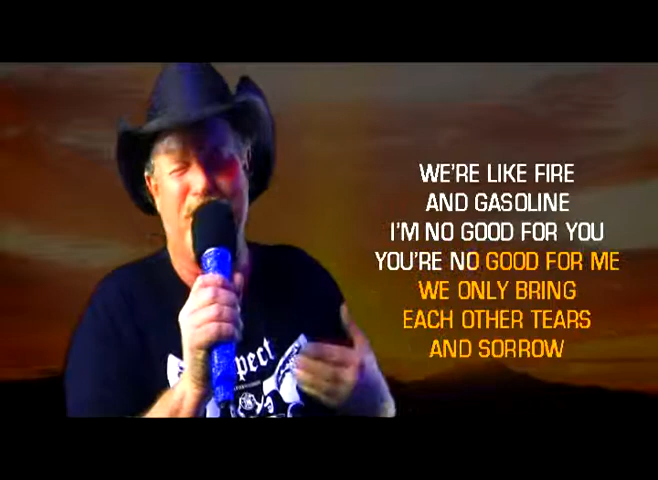 WE'RE LIKE FIRE
AND GASOLINE
I'M NO GOOD FOR YOU
YOU'RE NO GOOD FOR ME
WE ONLY BRING
EACH OTHER TEARS
AND SORROW
pect